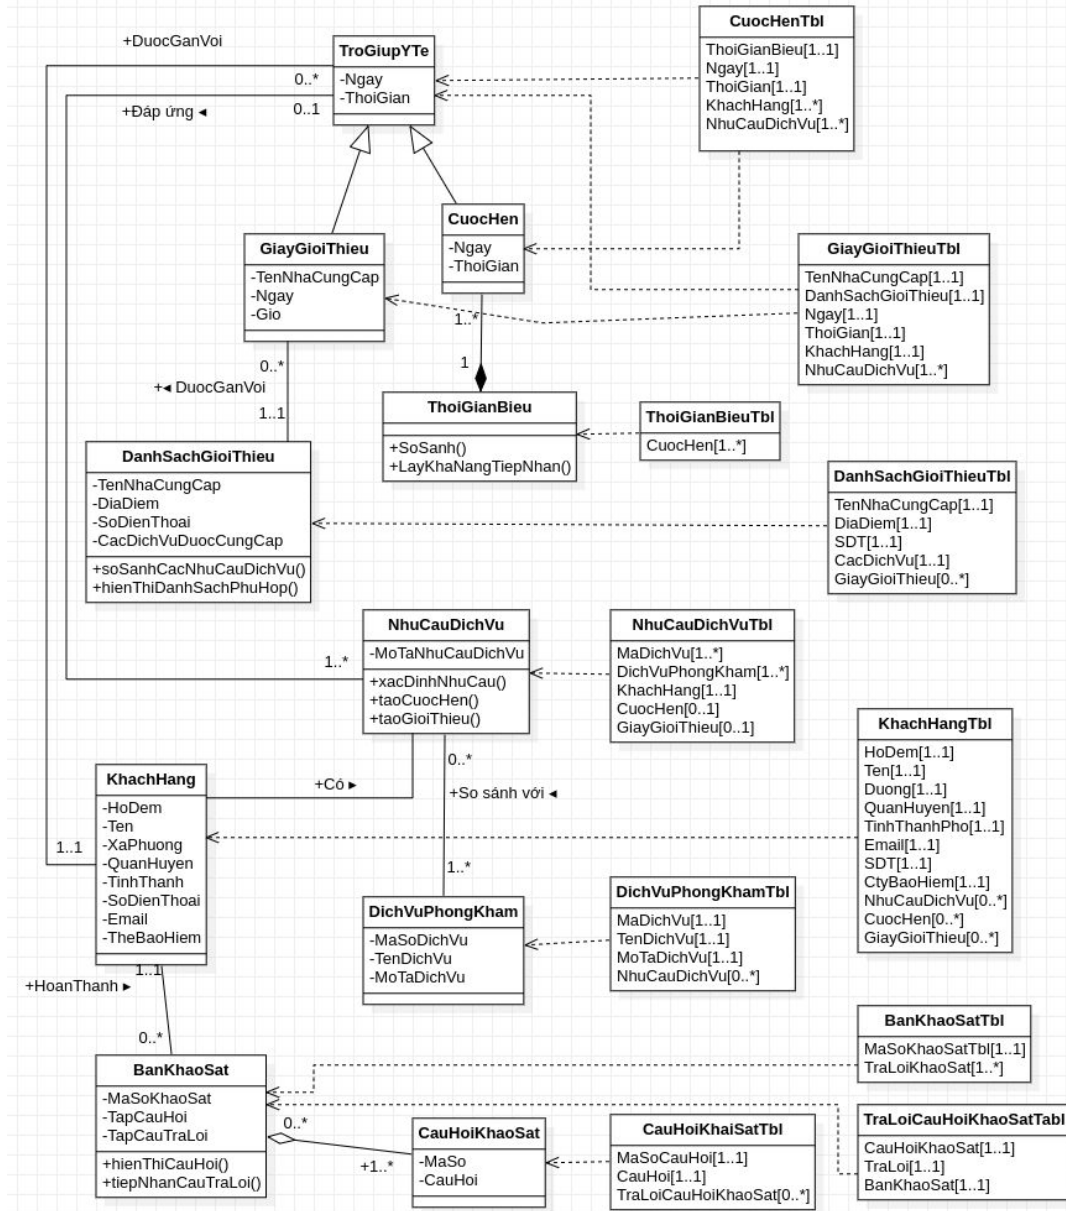 +DuocGanVoi
0..*
+Đáp ứng ◂
0..1
TroGiupYTe
-Ngay
-ThoiGian
CuocHenTbl
ThoiGianBieu[1..1]
Ngay[1..1]
ThoiGian[1..1]
KhachHang[1..*]
NhuCauDichVu[1..*]
GiayGioiThieu
-TenNhaCungCap
-Ngay
-Gio
CuocHen
-Ngay
-ThoiGian
GiayGioiThieuTbl
TenNhaCungCap[1..1]
DanhSachGioiThieu[1..1]
Ngay[1..1]
ThoiGian[1..1]
KhachHang[1..1]
NhuCauDichVu[1..*]
1..*
1
0..*
+◂ DuocGanVoi
1..1
ThoiGianBieu
+SoSanh()
+LayKhaNangTiepNhan()
ThoiGianBieuTbl
CuocHen[1..*]
DanhSachGioiThieu
-TenNhaCungCap
-DiaDiem
-SoDienThoai
-CacDichVuDuocCungCap
+soSanhCacNhuCauDichVu()
+hienThiDanhSachPhuHop()
DanhSachGioiThieuTbl
TenNhaCungCap[1..1]
DiaDiem[1..1]
SDT[1..1]
CacDichVu[1..1]
GiayGioiThieu[0..*]
1..*
NhuCauDichVu
-MoTaNhuCauDichVu
+xacDinhNhuCau()
+taoCuocHen()
+taoGioiThieu()
NhuCauDichVuTbl
MaDichVu[1..*]
DichVuPhongKham[1..*]
KhachHang[1..1]
CuocHen[0..1]
GiayGioiThieu[0..1]
KhachHangTbl
HoDem[1..1]
Ten[1..1]
Duong[1..1]
QuanHuyen[1..1]
TinhThanhPho[1..1]
Email[1..1]
SDT[1..1]
CtyBaoHiem[1..1]
NhuCauDichVu[0..*]
CuocHen[0..*]
GiayGioiThieu[0..*]
0..*
+So sánh với ◂
1..*
+Có ▸
1..1
KhachHang
-HoDem
-Ten
-XaPhuong
-QuanHuyen
-TinhThanh
-SoDienThoai
-Email
-TheBaoHiem
DichVuPhongKham
-MaSoDichVu
-TenDichVu
-MoTaDichVu
DichVuPhongKhamTbl
MaDichVu[1..1]
TenDichVu[1..1]
MoTaDichVu[1..1]
NhuCauDichVu[0..*]
1..1
+HoanThanh ▸
0..*
BanKhaoSat
-MaSoKhaoSat
-TapCauHoi
-TapCauTraLoi
+hienThiCauHoi()
+tiepNhanCauTraLoi()
0..*
+1..*
CauHoiKhaoSat
-MaSo
-CauHoi
CauHoiKhaiSatTbl
MaSoCauHoi[1..1]
CauHoi[1..1]
TraLoiCauHoiKhaoSat[0..*]
BanKhaoSatTbl
MaSoKhaoSatTbl[1..1]
TraLoiKhaoSat[1..*]
TraLoiCauHoiKhaoSatTabl
CauHoiKhaoSat[1..1]
TraLoi[1..1]
BanKhaoSat[1..1]